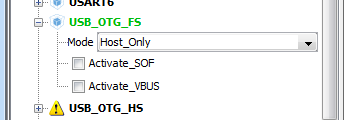 USART6
USB_OTG_FS
Mode Host_Only
Activate_SOF
Activate_VBUS
USB_OTG_HS